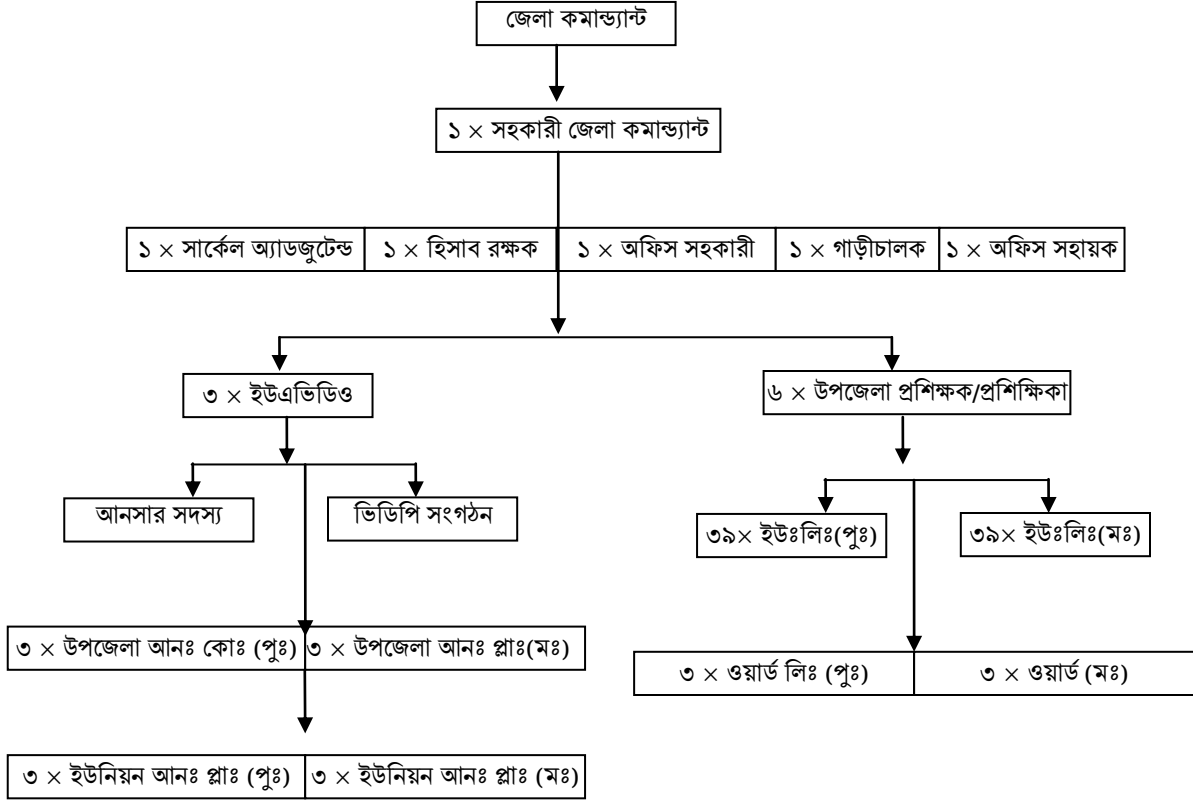 জেলা কমান্ড্যান্ট
১ × সহকারী জেলা কমান্ড্যান্ট
১ × সার্কেল অ্যাডজুটেন্ড ১ × হিসাব রক্ষক ১ × অফিস সহকারী ১ × গাড়ীচালক ১ × অফিস সহায়ক
৩ × ইউএভিডিও ৬ × উপজেলা প্রশিক্ষক/প্রশিক্ষিকা
আনসার সদস্য ভিডিপি সংগঠন
৩৯× ইউঃলিঃ(পুঃ) ৩৯× ইউঃলিঃ(মঃ)
৩ × উপজেলা আনঃ কোঃ (পুঃ) ৩ × উপজেলা আনঃ প্লাঃ(মঃ)
৩ × ওয়ার্ড লিঃ (পুঃ) ৩ × ওয়ার্ড (মঃ)
৩ × ইউনিয়ন আনঃ প্লাঃ (পুঃ) ৩ × ইউনিয়ন আনঃ প্লাঃ (মঃ)